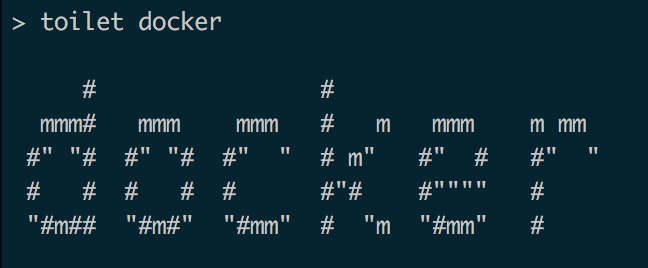 > toilet docker

     #                #
  mmm#   mmm    mmm   #   m   mmm    m mm
 #" "#  #" "#  #"  "  # m"   #"  #   #"  "
 #   #  #   #  #      #"#    #""""   #
 "#m##  "#m#"  "#mm"  #  "m  "#mm"   #